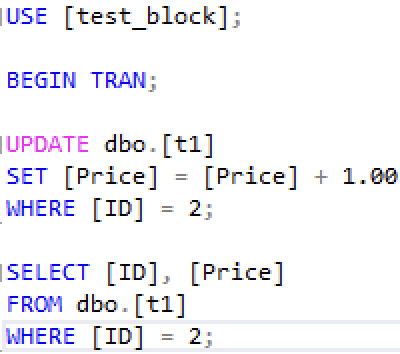 USE [test_block];
BEGIN TRAN;
UPDATE dbo.[t1]
SET [Price] = [Price] + 1.00
WHERE [ID] = 2;
SELECT [ID], [Price]
FROM dbo.[t1]
WHERE [ID] = 2;